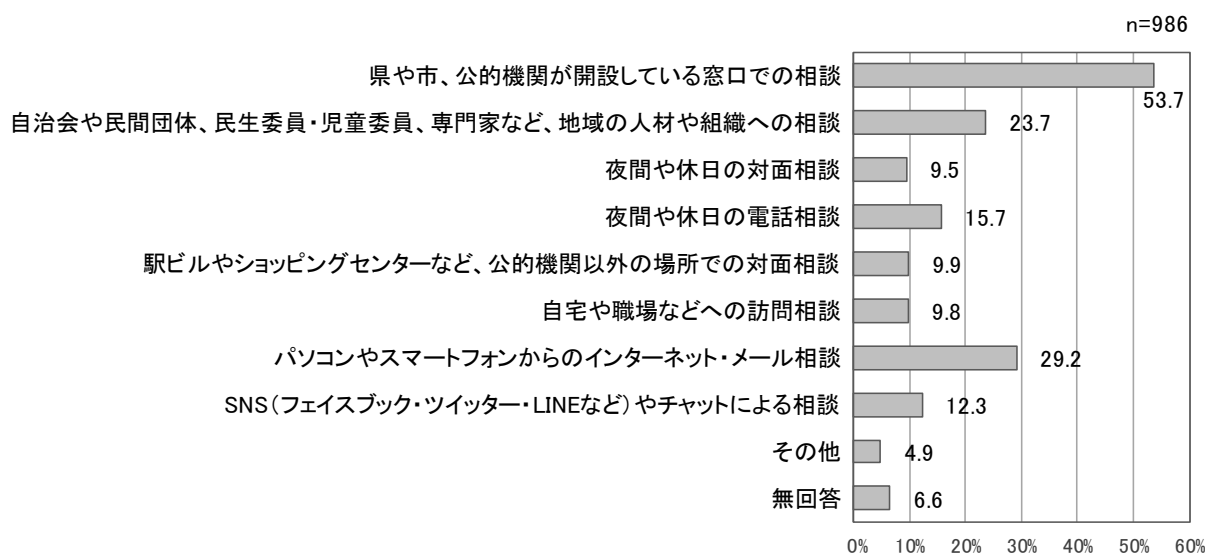 n=986
県や市、公的機関が開設している窓口での相談
53.7
自治会や民間団体、民生委員・児童委員、専門家など、地域の人材や組織への相談
23.7
夜間や休日の対面相談
9.5
夜間や休日の電話相談
15.7
駅ビルやショッピングセンターなど、公的機関以外の場所での対面相談
9.9
自宅や職場などへの訪問相談
9.8
パソコンやスマートフォンからのインターネット・メール相談
29.2
SNS(フェイスブック・ツイッター・LINEなど)やチャットによる相談
12.3
その他
4.9
無回答
6.6
0% 10% 20% 30% 40% 50% 60%